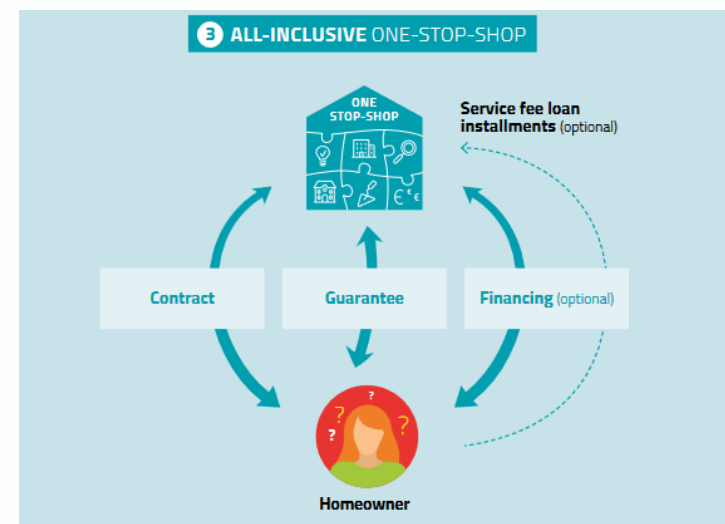 3 ALL-INCLUSIVE ONE-STOP-SHOP
ONE
STOP-SHOP
€ € €
Service fee loan
installments (optional)
Contract
Guarantee
Financing (optional)
? ? ? ? ?
Homeowner